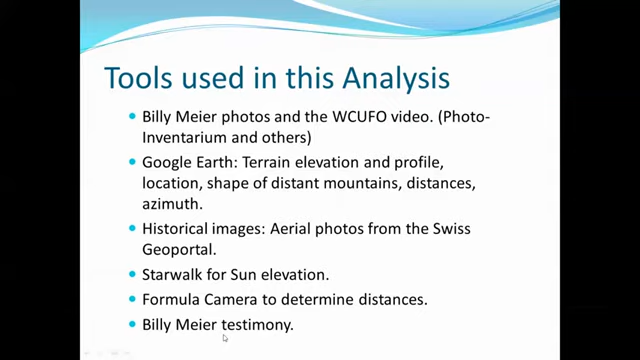 Tools used in this Analysis
Billy Meier photos and the WCUFO video. (Photo-
Inventarium and others)
Google Earth: Terrain elevation and profile,
location, shape of distant mountains, distances,
azimuth.
Historical images: Aerial photos from the Swiss
Geoportal.
Starwalk for Sun elevation.
Formula Camera to determine distances.
Billy Meier testimony.